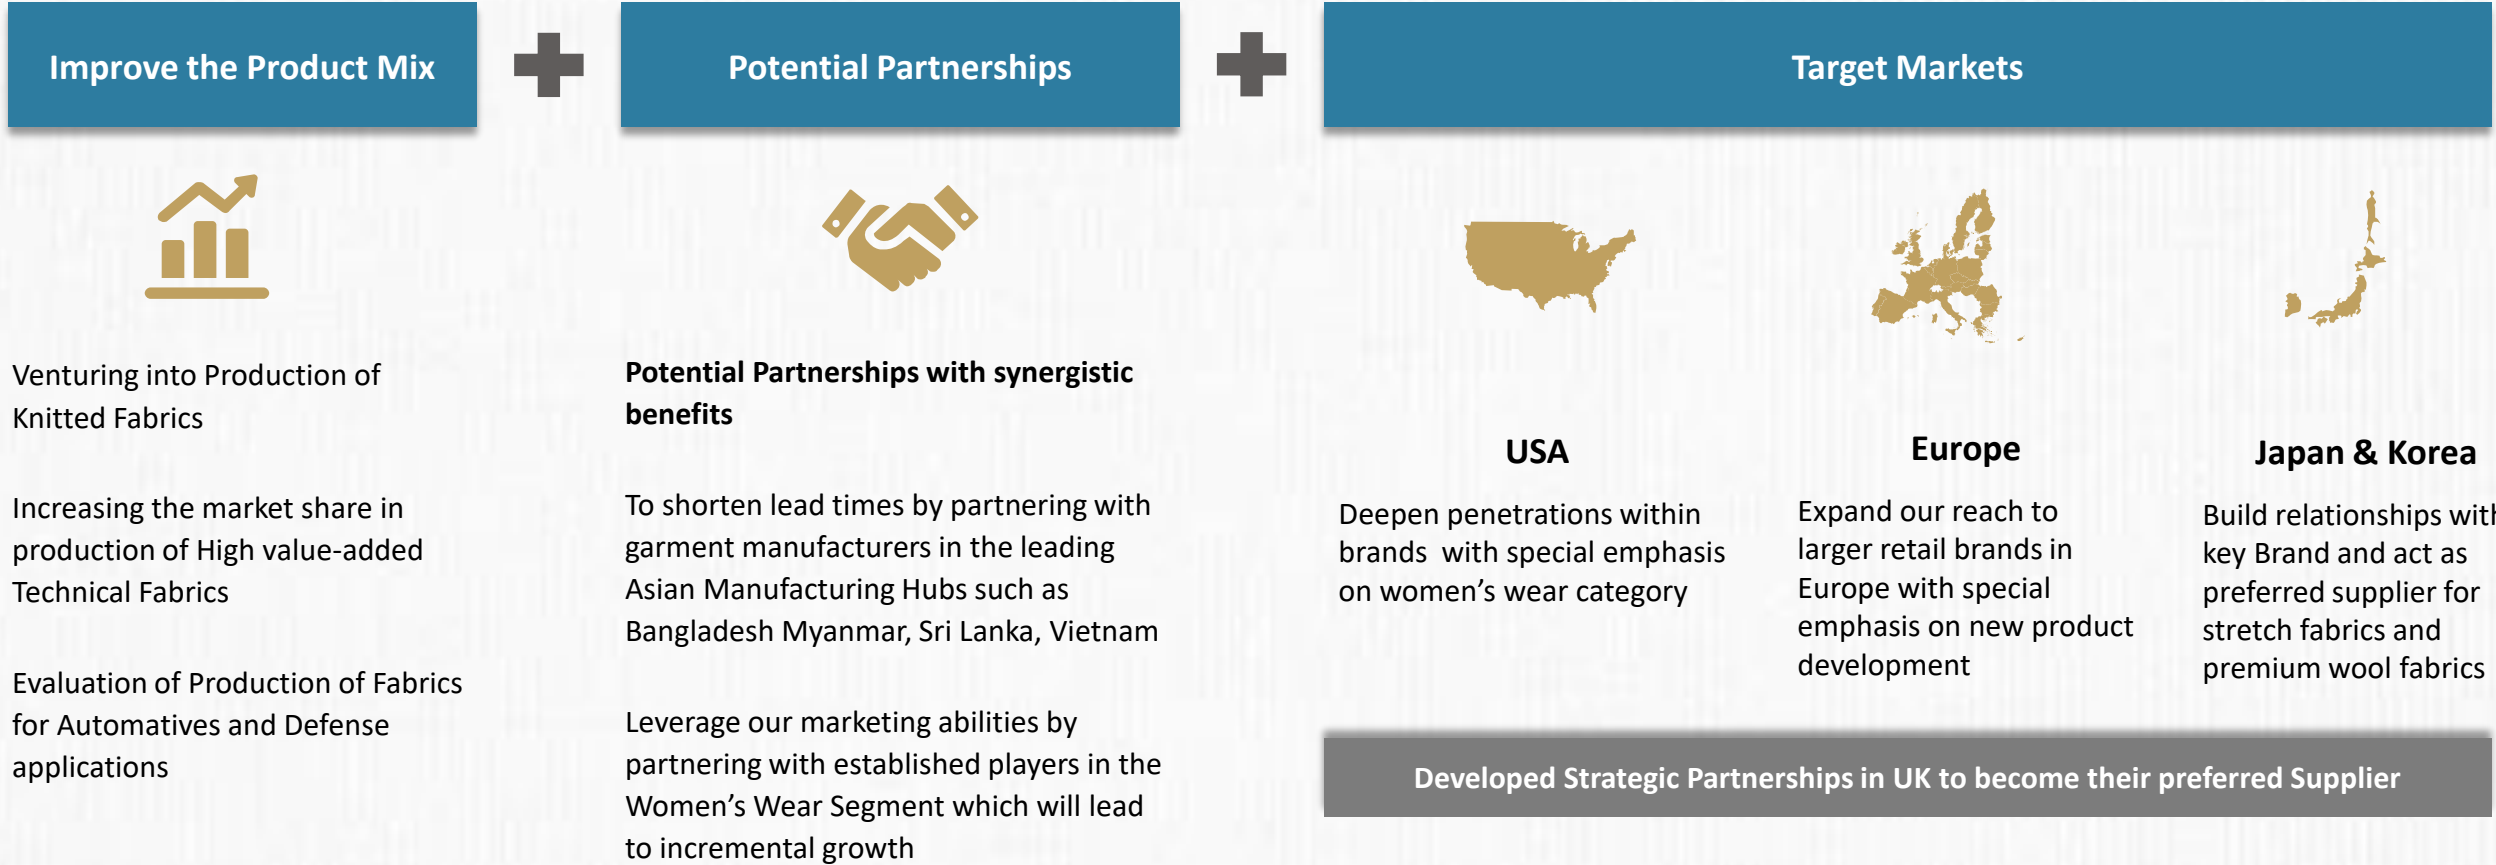 Improve the Product Mix
Potential Partnerships
Target Markets
Venturing into Production of
Knitted Fabrics
Increasing the market share in
production of High value-added
Technical Fabrics
Evaluation of Production of Fabrics
for Automatives and Defense
applications
Potential Partnerships with synergistic
benefits
To shorten lead times by partnering with
garment manufacturers in the leading
Asian Manufacturing Hubs such as
Bangladesh Myanmar, Sri Lanka, Vietnam
Leverage our marketing abilities by
partnering with established players in the
Women's Wear Segment which will lead
to incremental growth
USA
Deepen penetrations within
brands with special emphasis
on women's wear category
Europe
Expand our reach to
larger retail brands in
Europe with special
emphasis on new product
development
Japan & Korea
Build relationships with
key Brand and act as
preferred supplier for
stretch fabrics and
premium wool fabrics
Developed Strategic Partnerships in UK to become their preferred Supplier